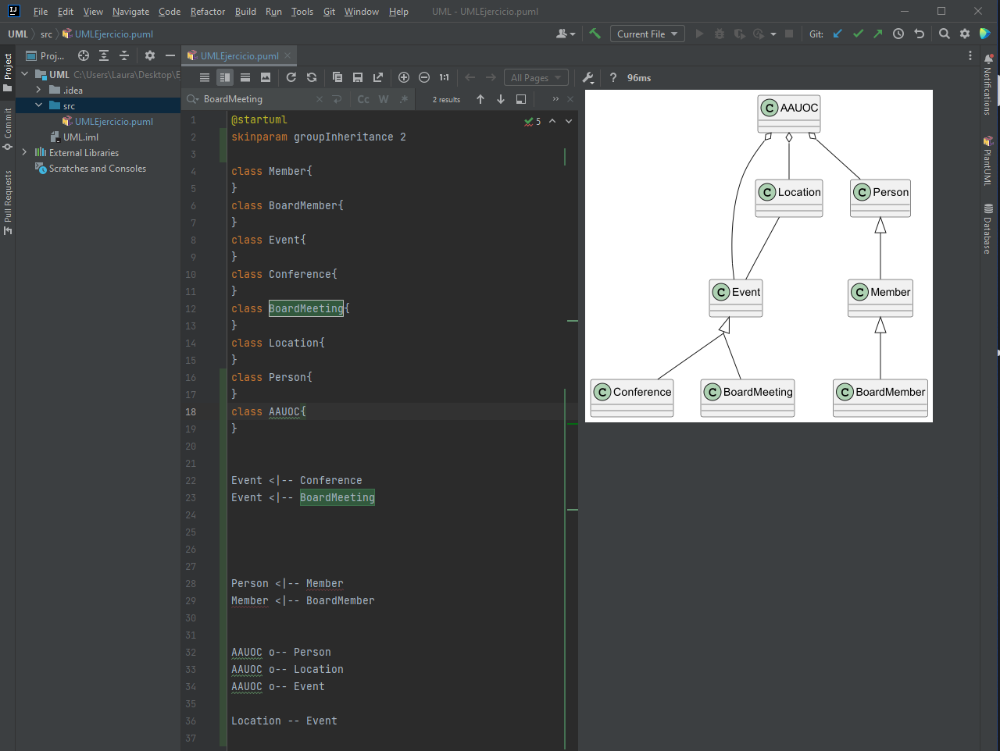 File Edit View Navigate Code Refactor Build Run Tools Git Window Help UML - UMLEjercicio.puml
UML src UMLEjercicio.puml Current File Git:
Project
Commit
Pull Requests
Proj...
UML C:\Users\Laura\Desktop\E
.idea
src
UMLEjercicio.puml
UML.iml
External Libraries
Scratches and Consoles
UMLEjercicio.puml
1:1 All Pages 96ms
BoardMeeting Cc W .* 2 results
5
1 @startuml
2 skinparam groupInheritance 2
3
4 class Member{
5 }
6 class BoardMember{
7 }
8 class Event{
9 }
10 class Conference{
11 }
12 class BoardMeeting{
13 }
14 class Location{
15 }
16 class Person{
17 }
18 class AAUOC{
19 }
20
21
22 Event <|-- Conference
23 Event <|-- BoardMeeting
24
25
26
27
28 Person <|-- Member
29 Member <|-- BoardMember
30
31
32 AAUOC o-- Person
33 AAUOC o-- Location
34 AAUOC o-- Event
35
36 Location -- Event
37
C AAUOC
C Location C Person
C Event C Member
C Conference C BoardMeeting C BoardMember
Notifications
PlantUML
Database